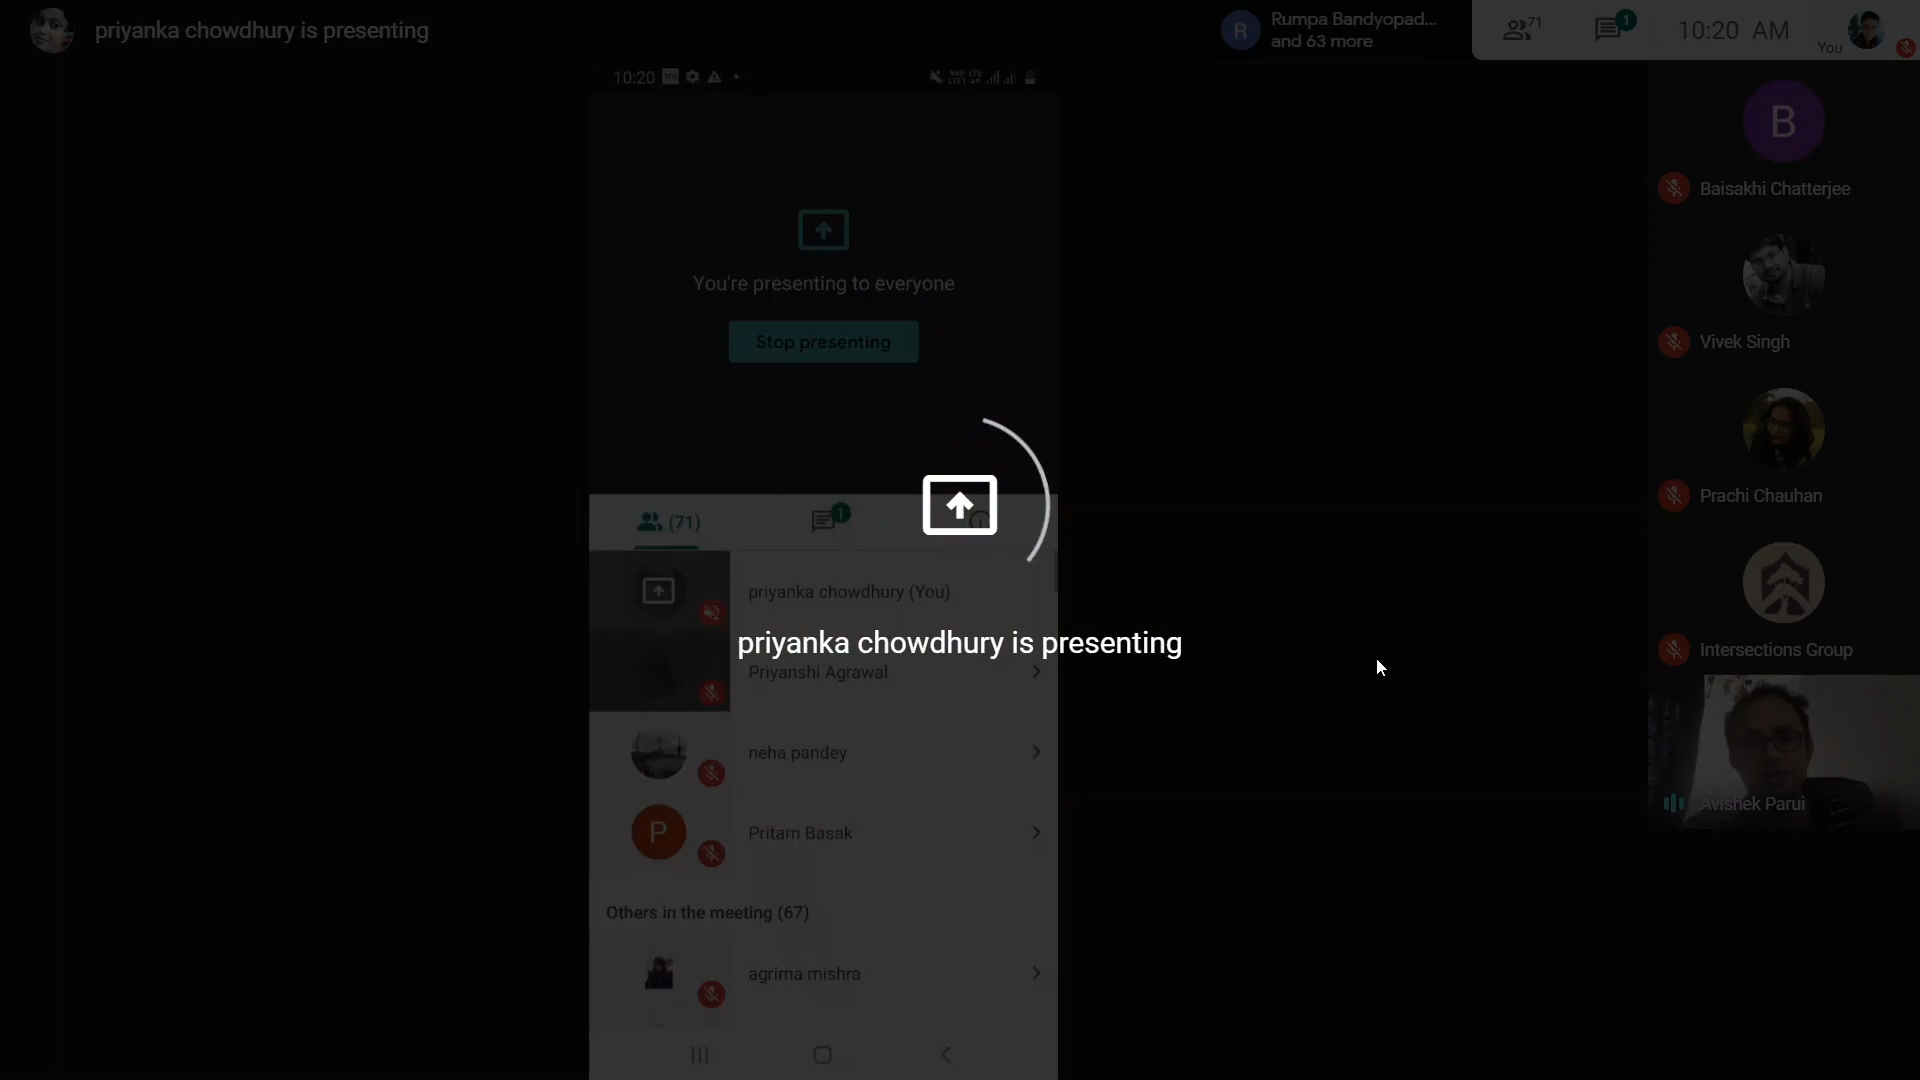 priyanka chowdhury is presenting
R
Rumpa Bandyopad...
and 63 more
71
1
10:20 AM
You
10:20
B
Baisakhi Chatterjee
Vivek Singh
Prachi Chauhan
Intersections Group
Avishek Parui
You're presenting to everyone
Stop presenting
(71)
1
priyanka chowdhury (You)
priyanka chowdhury is presenting
Priyanshi Agrawal
neha pandey
P
Pritam Basak
Others in the meeting (67)
agrima mishra